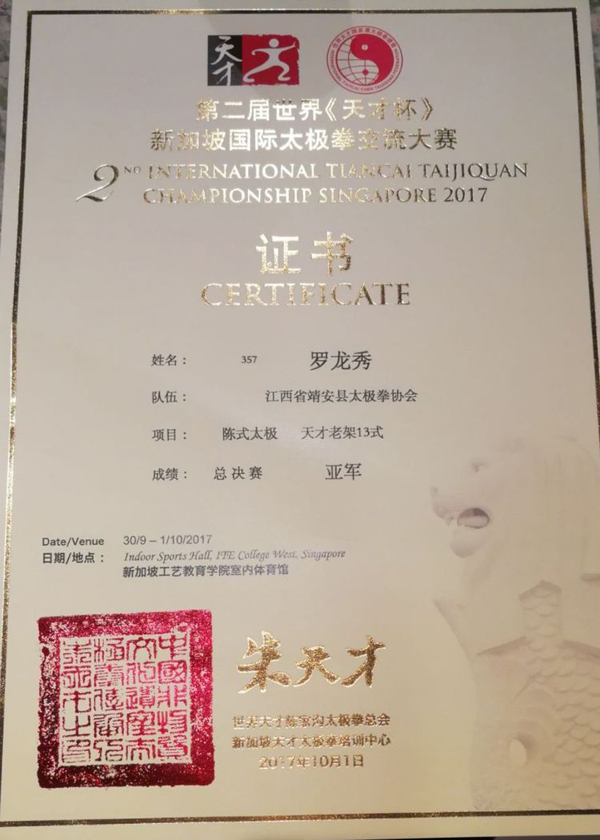 天才
第二届世界《天才杯》
新加坡国际太极拳交流大赛
2ND INTERNATIONAL TIANCAI TAIJIQUAN
CHAMPIONSHIP SINGAPORE 2017
证书
CERTIFICATE
姓名： 357 罗龙秀
队伍： 江西省靖安县太极拳协会
项目： 陈式太极 天才老架13式
成绩： 总决赛 亚军
Date/Venue 30/9 – 1/10/2017
日期/地点： Indoor Sports Hall, ITE College West, Singapore
新加坡工艺教育学院室内体育馆
朱天才
世界天才陈家沟太极拳总会
新加坡天才太极拳培训中心
2017年10月1日